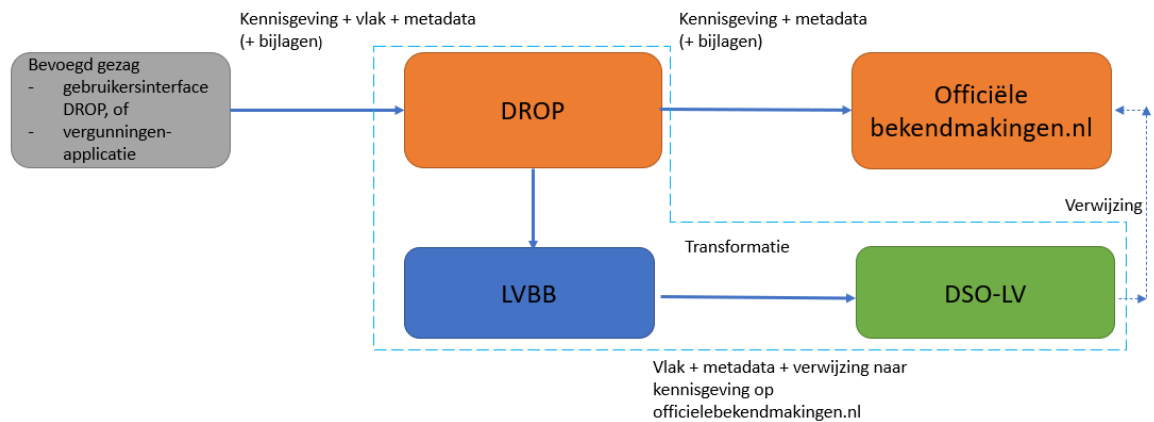 Kennisgeving + vlak + metadata
(+ bijlagen)
Kennisgeving + metadata
(+ bijlagen)
Bevoegd gezag
- gebruikersinterface
DROP, of
- vergunningen-
applicatie
DROP
Officiële
bekendmakingen.nl
Verwijzing
Transformatie
LVBB
DSO-LV
Vlak + metadata + verwijzing naar
kennisgeving op
officielebekendmakingen.nl